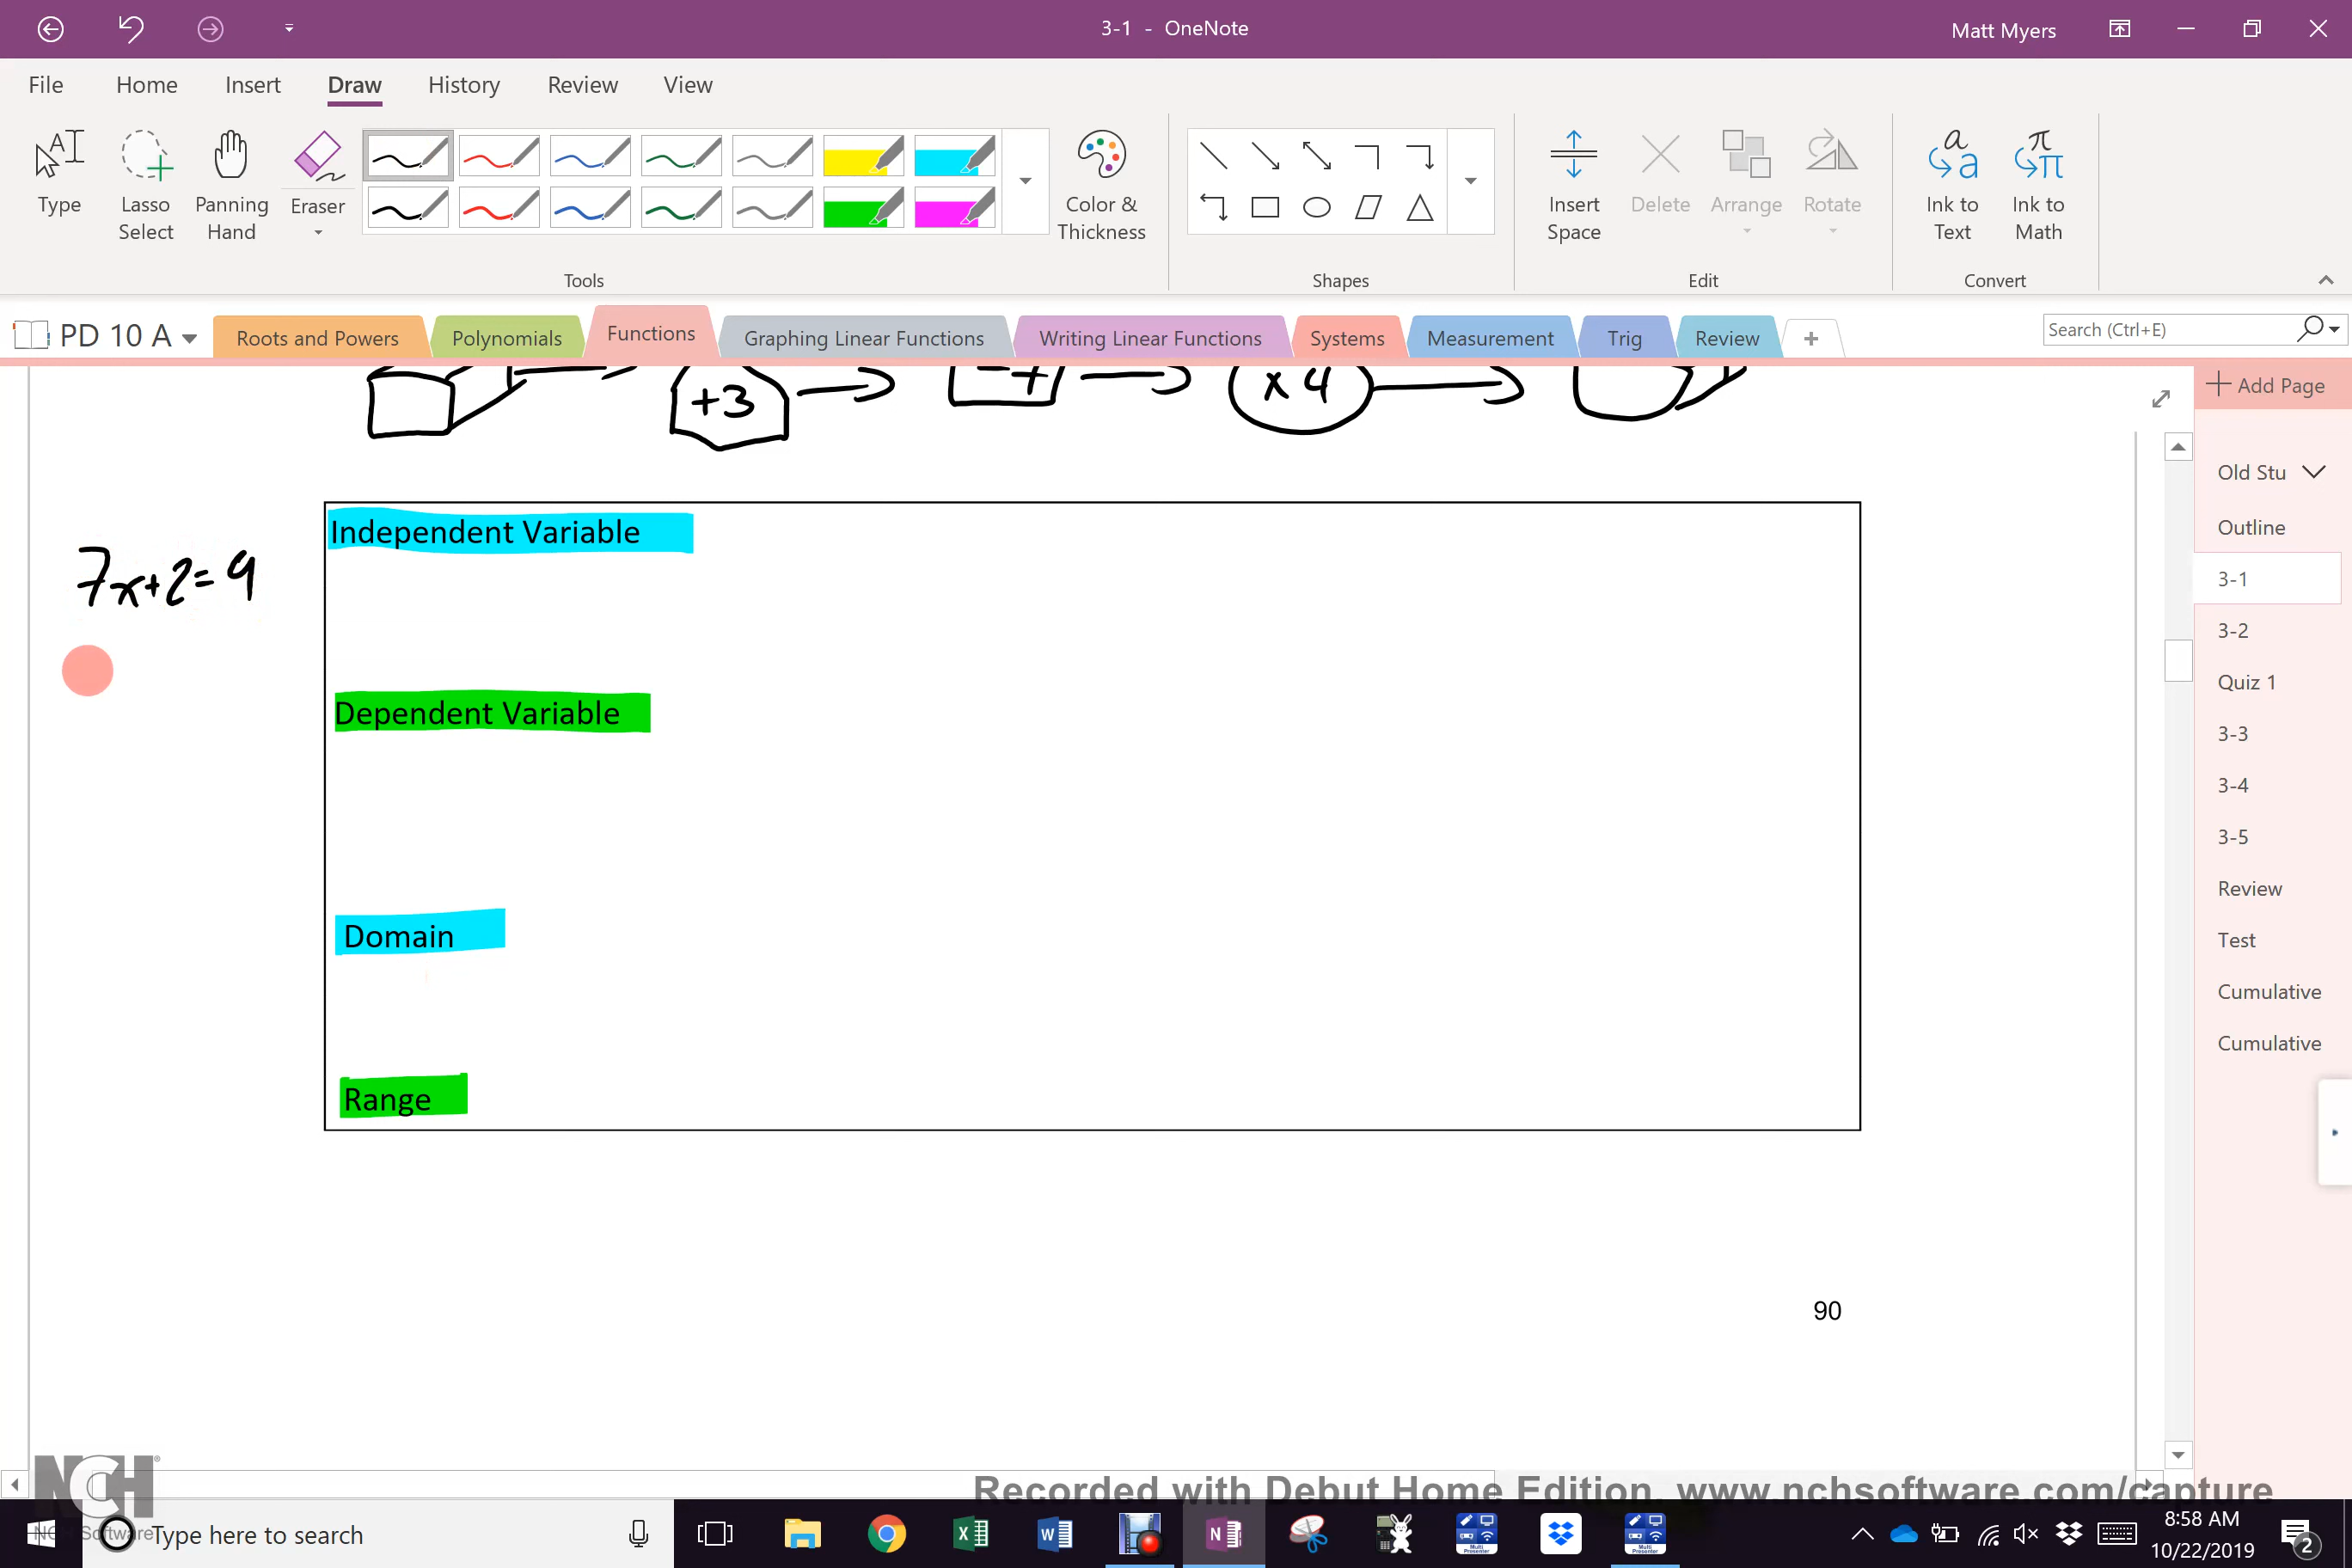 3-1 - OneNote
Matt Myers
File Home Insert Draw History Review View
Type
Lasso Select
Panning Hand
Eraser
Color & Thickness
Insert Space
Delete
Arrange
Rotate
Ink to Text
Ink to Math
Tools
Shapes
Edit
Convert
PD 10 A
Roots and Powers
Polynomials
Functions
Graphing Linear Functions
Writing Linear Functions
Systems
Measurement
Trig
Review
Search (Ctrl+E)
Add Page
Old Stu
Outline
3-1
3-2
Quiz 1
3-3
3-4
3-5
Review
Test
Cumulative
Cumulative
+3
x 4
7x+2=9
Independent Variable
Dependent Variable
Domain
Range
90
NCH
NCH Software
Recorded with Debut Home Edition. www.nchsoftware.com/capture
Type here to search
8:58 AM
10/22/2019
2